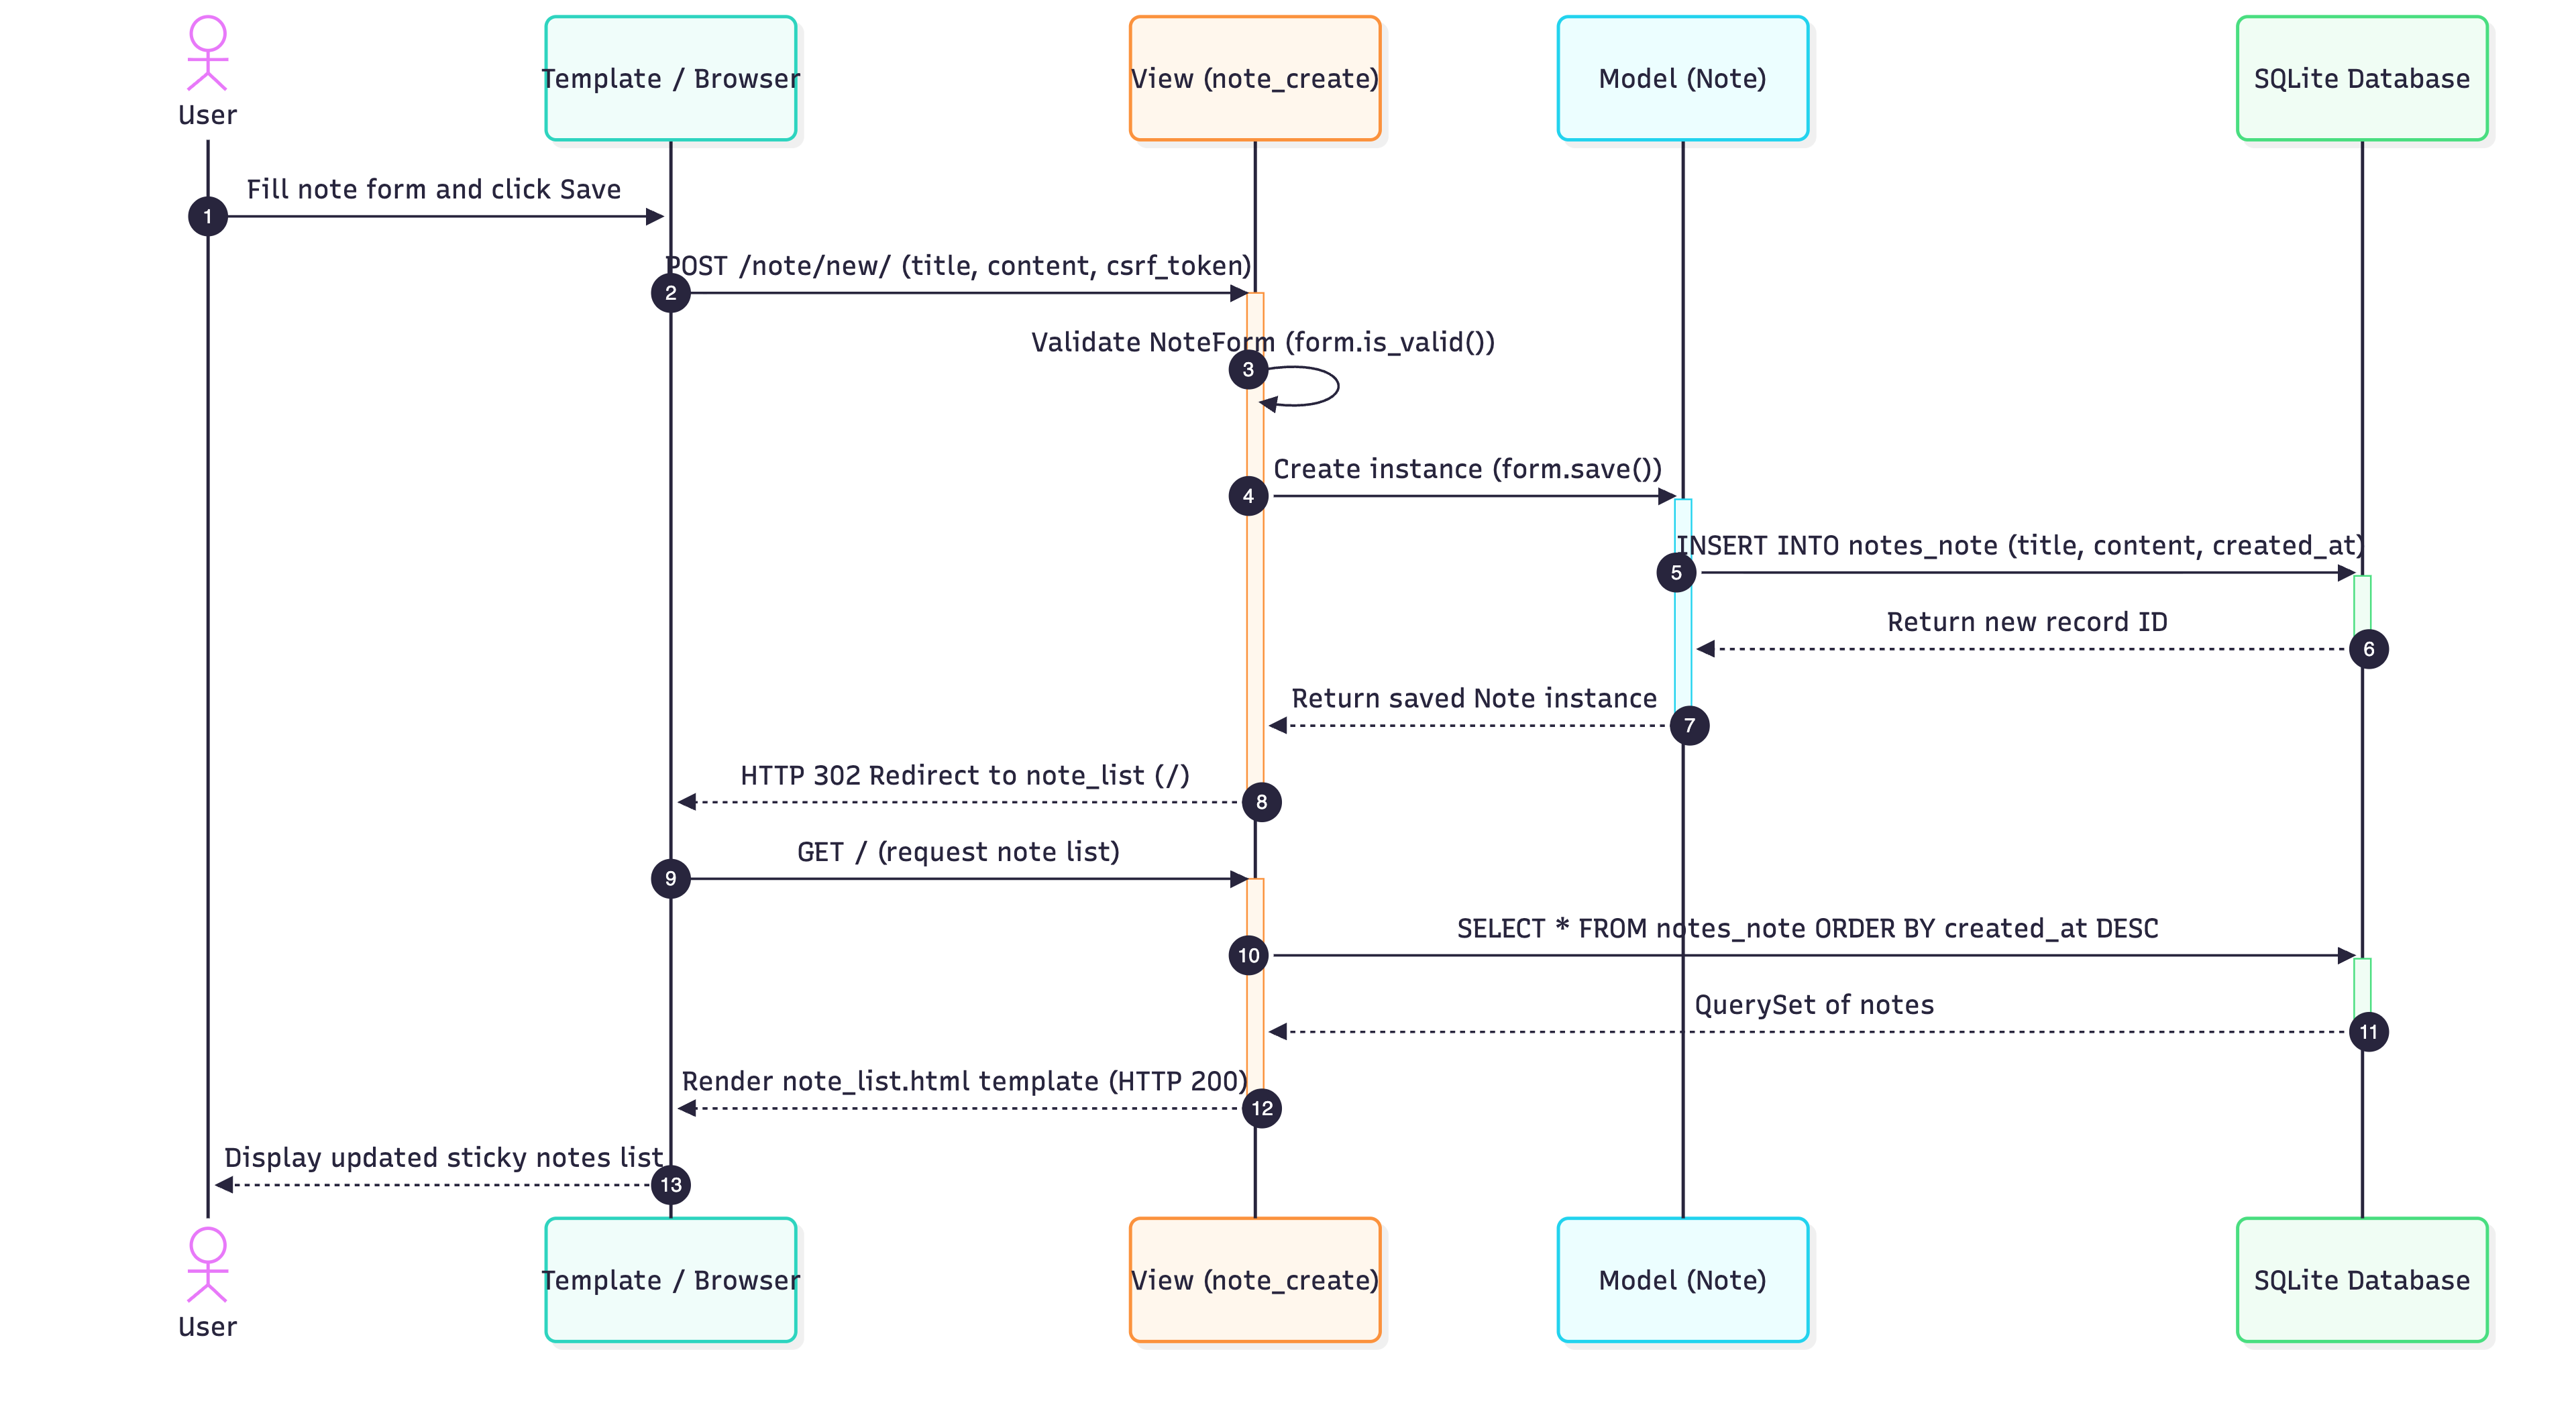 User
Template / Browser
View (note_create)
Model (Note)
SQLite Database
Fill note form and click Save
1
POST /note/new/ (title, content, csrf_token)
2
Validate NoteForm (form.is_valid())
3
Create instance (form.save())
4
INSERT INTO notes_note (title, content, created_at)
5
Return new record ID
6
Return saved Note instance
7
HTTP 302 Redirect to note_list (/)
8
GET / (request note list)
9
SELECT * FROM notes_note ORDER BY created_at DESC
10
QuerySet of notes
11
Render note_list.html template (HTTP 200)
12
Display updated sticky notes list
13
User
Template / Browser
View (note_create)
Model (Note)
SQLite Database